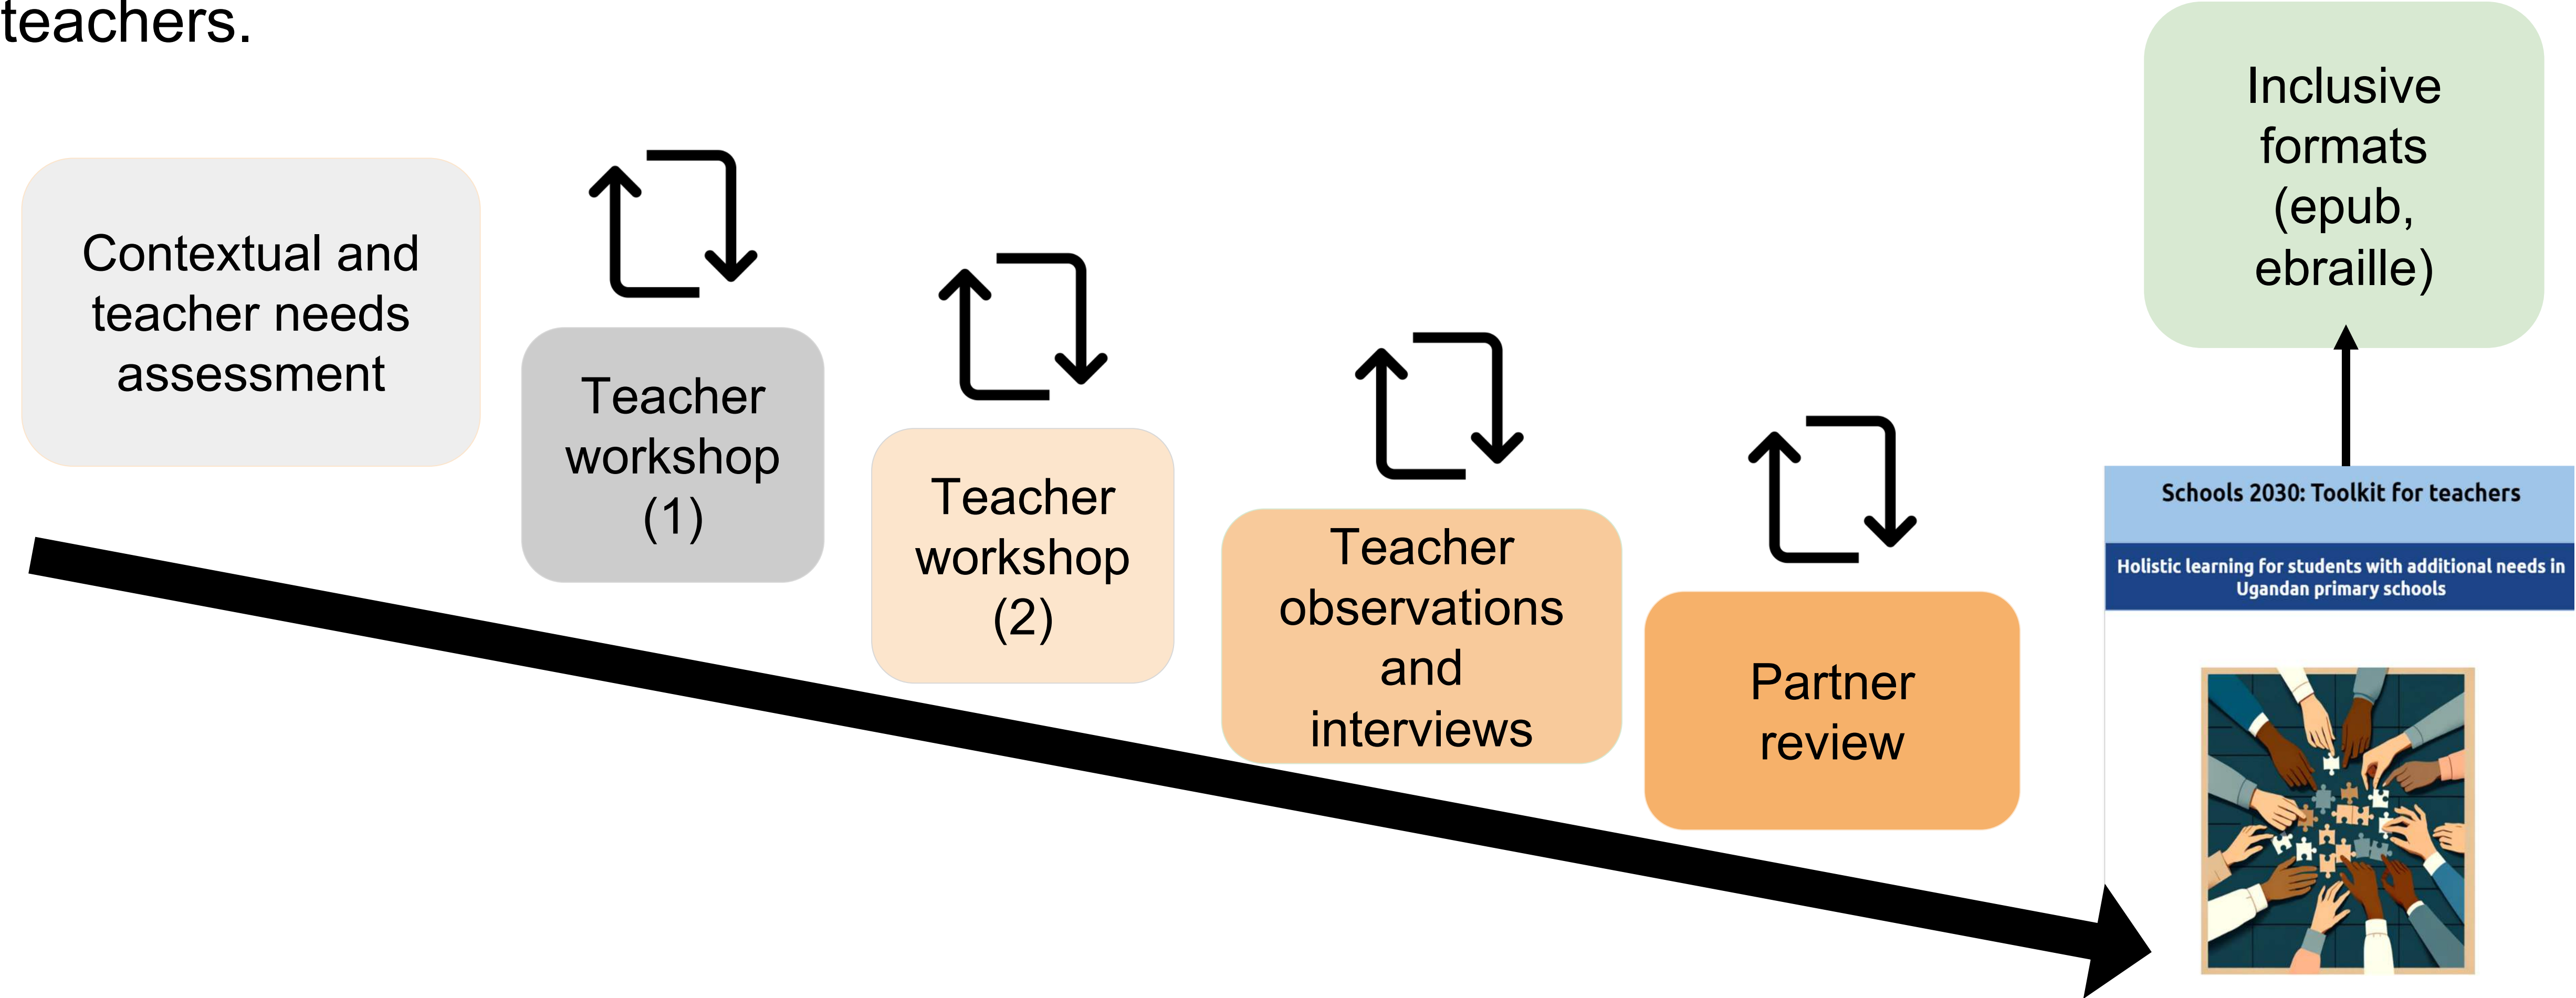 teachers.
Contextual and
teacher needs
assessment
Teacher
workshop
(1)
Teacher
workshop
(2)
Teacher
observations
and
interviews
Partner
review
Inclusive
formats
(epub,
ebraille)
Schools 2030: Toolkit for teachers
Holistic learning for students with additional needs in
Ugandan primary schools